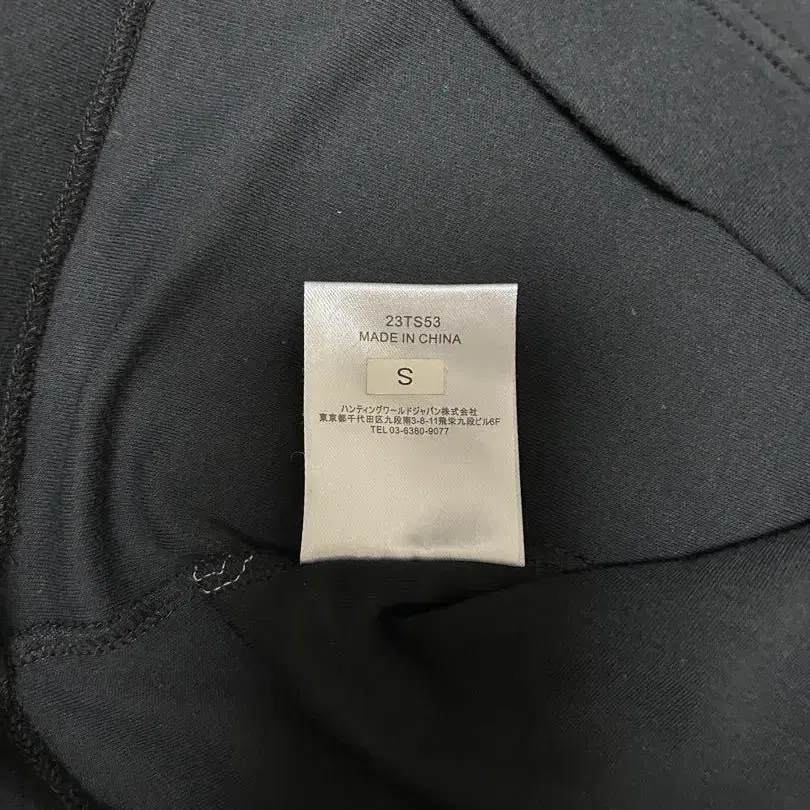 23TS53
MADE IN CHINA
S
ハンティングワールドジャパン株式会社
東京都千代田区九段南3-8-11飛栄九段ビル6F
TEL 03-6380-9077